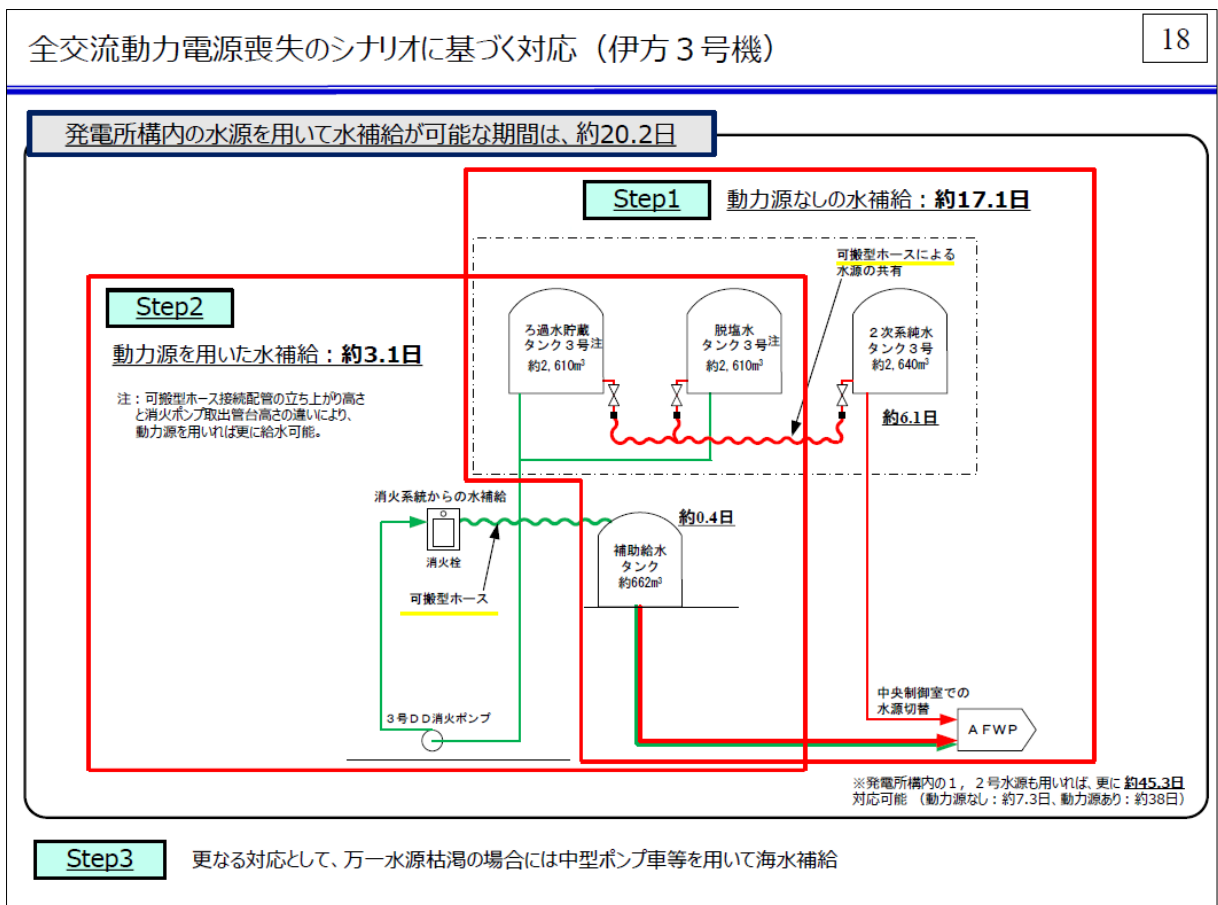 全交流動力電源喪失のシナリオに基づく対応（伊方３号機）
18
発電所構内の水源を用いて水補給が可能な期間は、約20.2日
Step1
動力源なしの水補給：約17.1日
可搬型ホースによる
水源の共有
Step2
動力源を用いた水補給：約3.1日
注：可搬型ホース接続配管の立ち上がり高さ
と消火ポンプ取出管台高さの違いにより、
動力源を用いれば更に給水可能。
ろ過水貯蔵
タンク３号注
約2,610m³
脱塩水
タンク３号注
約2,610m³
２次系純水
タンク３号
約2,640m³
約6.1日
消火系統からの水補給
消火栓
可搬型ホース
約0.4日
補助給水
タンク
約662m³
３号ＤＤ消火ポンプ
中央制御室での
水源切替
ＡＦＷＰ
※発電所構内の１，２号水源も用いれば、更に 約45.3日
対応可能（動力源なし：約7.3日、動力源あり：約38日）
Step3
更なる対応として、万一水源枯渇の場合には中型ポンプ車等を用いて海水補給